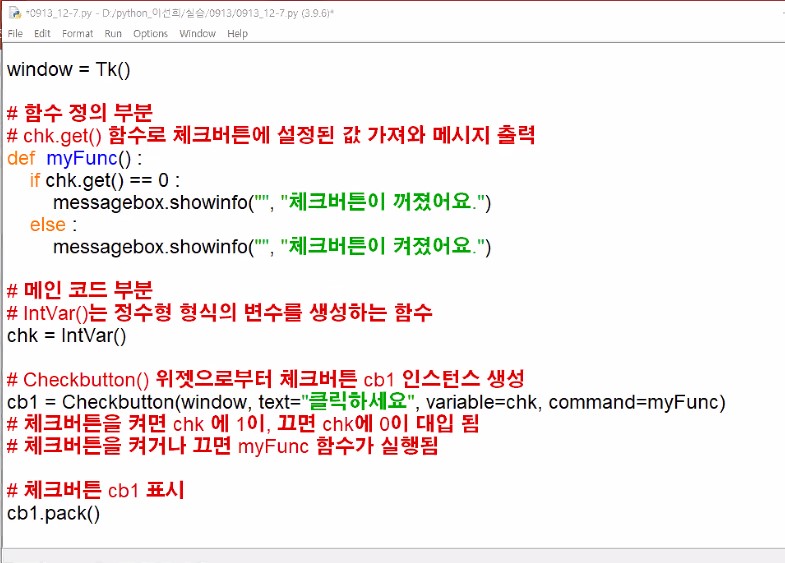 *0913_12-7.py - D:/python_이선희/실습/0913/0913_12-7.py (3.9.6)*
File Edit Format Run Options Window Help
window = Tk()
# 함수 정의 부분
# chk.get() 함수로 체크버튼에 설정된 값 가져와 메시지 출력
def myFunc() :
if chk.get() == 0 :
messagebox.showinfo("", "체크버튼이 꺼졌어요.")
else :
messagebox.showinfo("", "체크버튼이 켜졌어요.")
# 메인 코드 부분
# IntVar()는 정수형 형식의 변수를 생성하는 함수
chk = IntVar()
# Checkbutton() 위젯으로부터 체크버튼 cb1 인스턴스 생성
cb1 = Checkbutton(window, text="클릭하세요", variable=chk, command=myFunc)
# 체크버튼을 켜면 chk 에 1이, 끄면 chk에 0이 대입 됨
# 체크버튼을 켜거나 끄면 myFunc 함수가 실행됨
# 체크버튼 cb1 표시
cb1.pack()